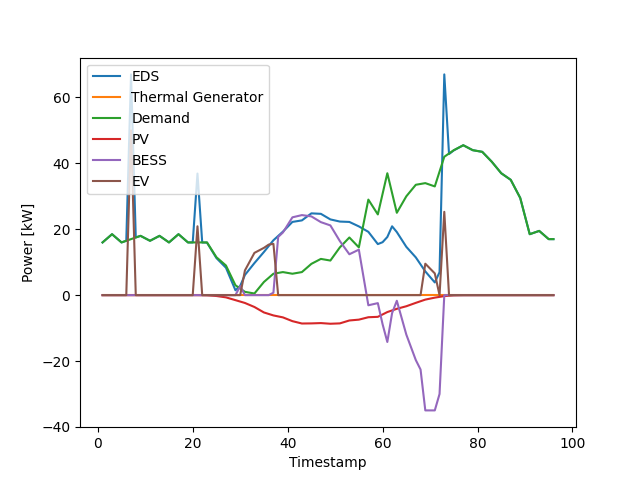 EDS
Thermal Generator
Demand
PV
BESS
EV
60
40
20
0
−20
−40
Power [kW]
0 20 40 60 80 100
Timestamp